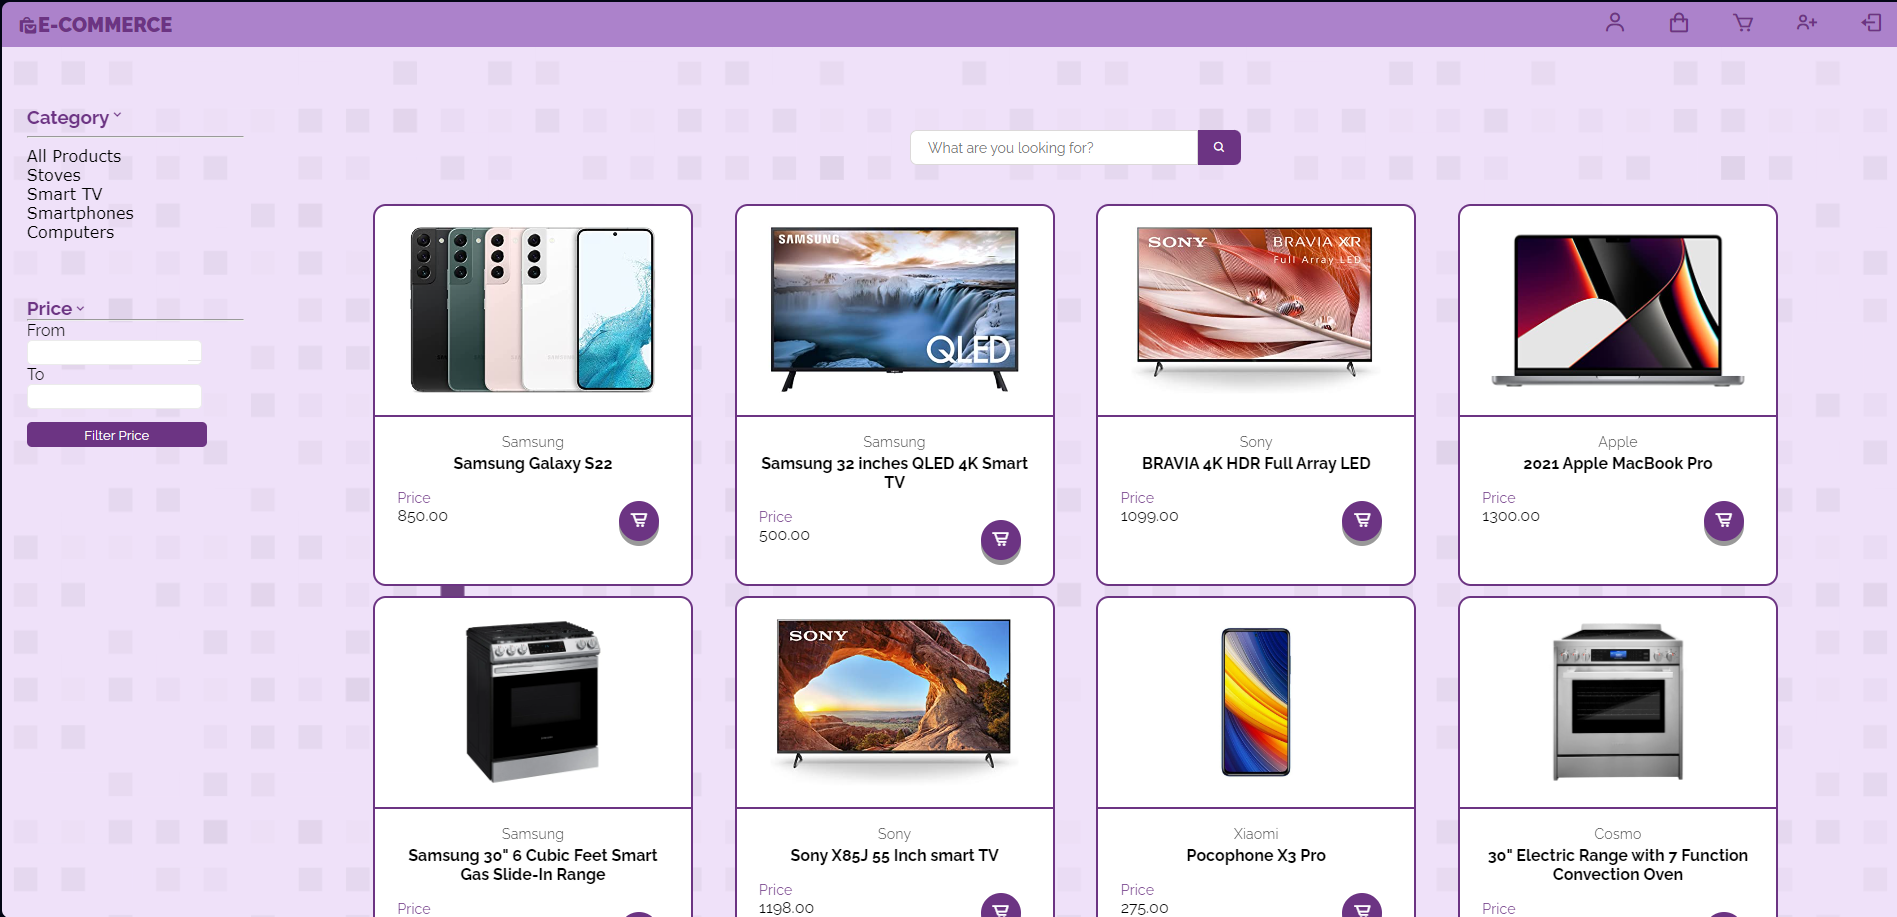 E-COMMERCE
Category
All Products
Stoves
Smart TV
Smartphones
Computers
Price
From
To
Filter Price
What are you looking for?
Samsung
Samsung Galaxy S22
Price
850.00
SAMSUNG
QLED
Samsung
Samsung 32 inches QLED 4K Smart
TV
Price
500.00
SONY
BRAVIA XR
Full Array LED
Sony
BRAVIA 4K HDR Full Array LED
Price
1099.00
Apple
2021 Apple MacBook Pro
Price
1300.00
Samsung
Samsung 30" 6 Cubic Feet Smart
Gas Slide-In Range
Price
SONY
Sony
Sony X85J 55 Inch smart TV
Price
1198.00
Xiaomi
Pocophone X3 Pro
Price
275.00
Cosmo
30" Electric Range with 7 Function
Convection Oven
Price